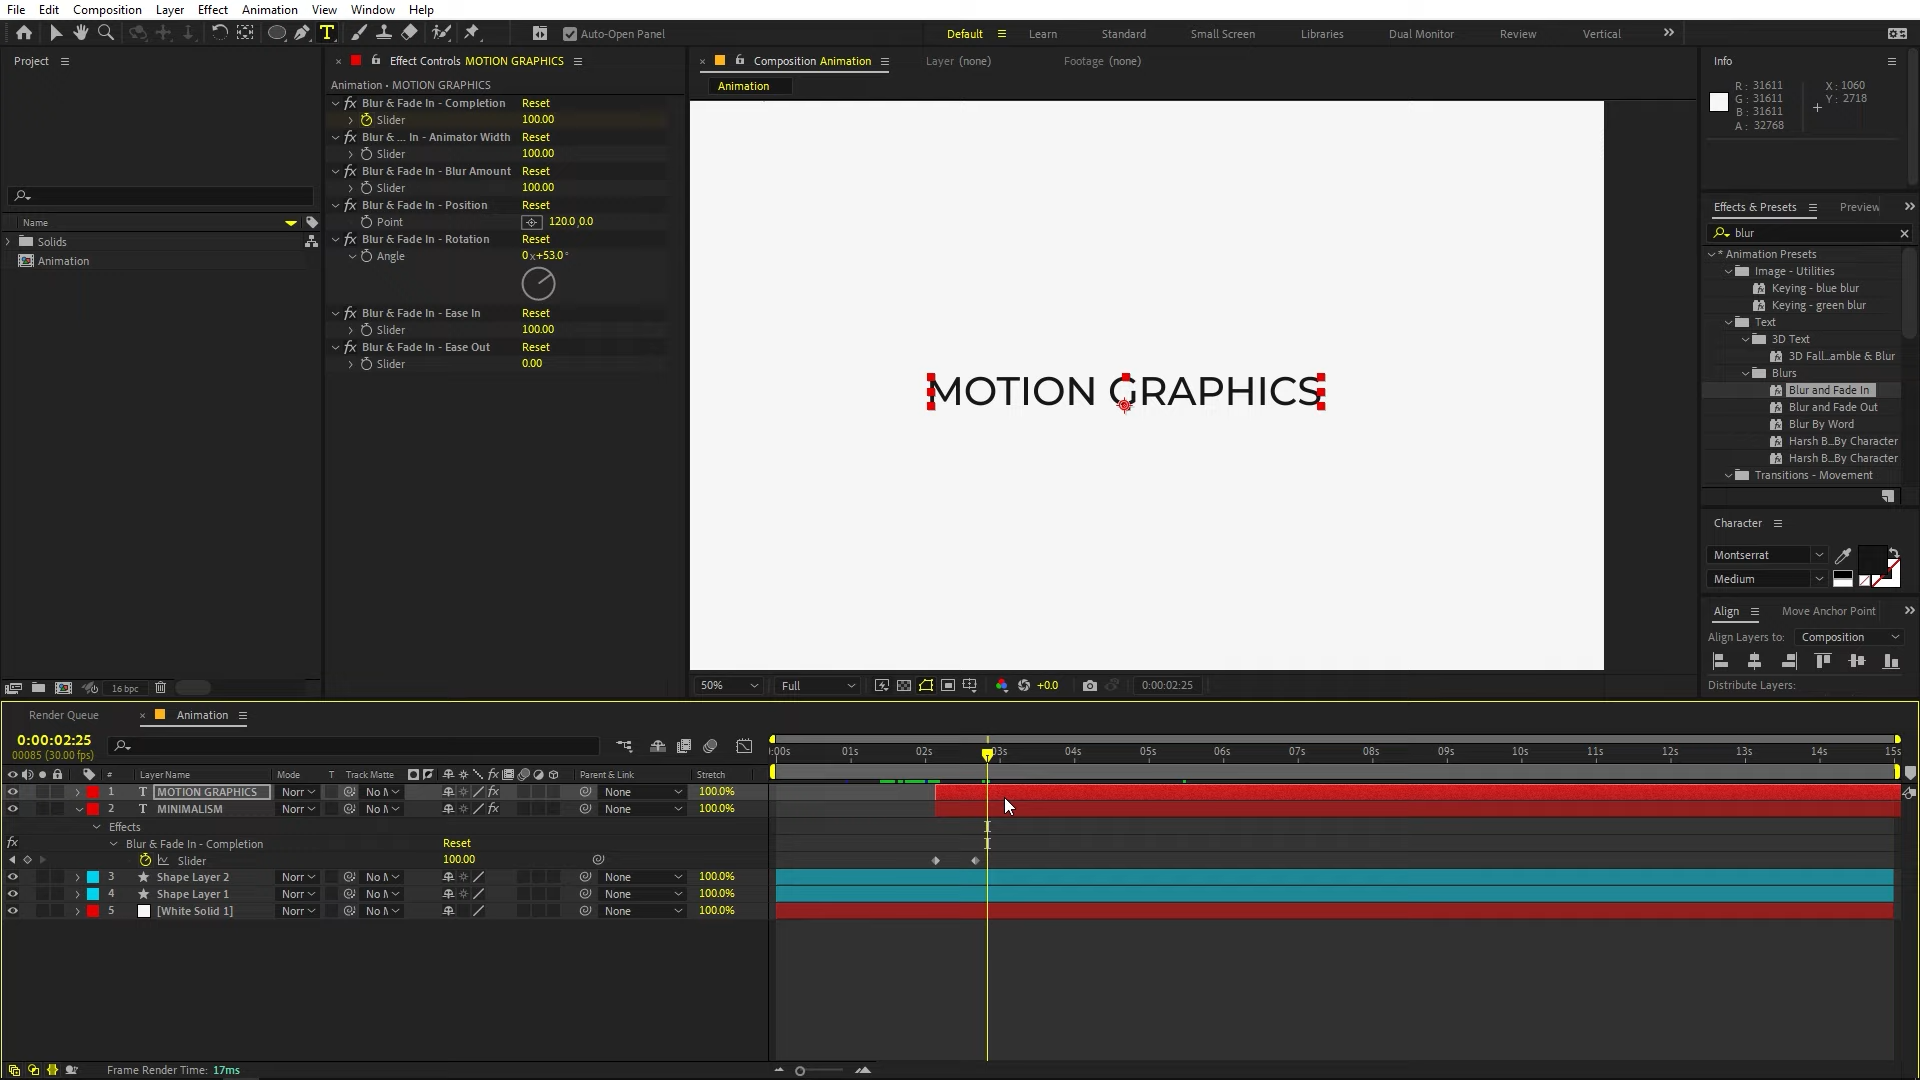 File Edit Composition Layer Effect Animation View Window Help
Auto-Open Panel Default Learn Standard Small Screen Libraries Dual Monitor Review Vertical
Project
Effect Controls MOTION GRAPHICS
Composition Animation Layer (none) Footage (none)
Info
Animation • MOTION GRAPHICS
Animation
R: 31611 X: 1060
G: 31611 Y: 2718
B: 31611
A: 32768
Blur & Fade In - Completion Reset
Slider 100.00
Blur & ... In - Animator Width Reset
Slider 100.00
Blur & Fade In - Blur Amount Reset
Slider 100.00
Blur & Fade In - Position Reset
Point 120.0,0.0
Blur & Fade In - Rotation Reset
Angle 0x+53.0°
Blur & Fade In - Ease In Reset
Slider 100.00
Blur & Fade In - Ease Out Reset
Slider 0.00
Name
Solids
Animation
16 bpc
MOTION GRAPHICS
50% Full +0.0 0:00:02:25
Effects & Presets Preview
blur
* Animation Presets
Image - Utilities
Keying - blue blur
Keying - green blur
Text
3D Text
3D Fall...amble & Blur
Blurs
Blur and Fade In
Blur and Fade Out
Blur By Word
Harsh B...By Character
Harsh B...By Character
Transitions - Movement
Character
Montserrat
Medium
Align Move Anchor Point
Align Layers to: Composition
Distribute Layers:
Render Queue Animation
0:00:02:25
00085 (30.00 fps)
:00s 01s 02s 03s 04s 05s 06s 07s 08s 09s 10s 11s 12s 13s 14s 15s
# Layer Name Mode T Track Matte Parent & Link Stretch
1 T MOTION GRAPHICS Norr No M None 100.0%
2 T MINIMALISM Norr No M None 100.0%
Effects
fx Blur & Fade In - Completion Reset
Slider 100.00
3 Shape Layer 2 Norr No M None 100.0%
4 Shape Layer 1 Norr No M None 100.0%
5 [White Solid 1] Norr No M None 100.0%
Frame Render Time: 17ms